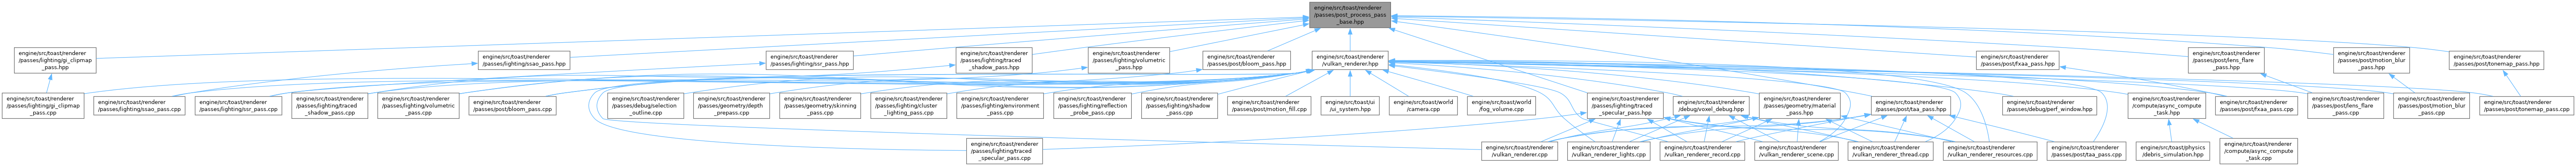 engine/src/toast/renderer
/passes/post_process_pass
_base.hpp
engine/src/toast/renderer
/passes/lighting/gi_clipmap
_pass.hpp
engine/src/toast/renderer
/passes/lighting/ssao_pass.hpp
engine/src/toast/renderer
/passes/lighting/ssr_pass.hpp
engine/src/toast/renderer
/passes/lighting/traced
_shadow_pass.hpp
engine/src/toast/renderer
/passes/lighting/volumetric
_pass.hpp
engine/src/toast/renderer
/passes/post/bloom_pass.hpp
engine/src/toast/renderer
/vulkan_renderer.hpp
engine/src/toast/renderer
/passes/post/fxaa_pass.hpp
engine/src/toast/renderer
/passes/post/lens_flare
_pass.hpp
engine/src/toast/renderer
/passes/post/motion_blur
_pass.hpp
engine/src/toast/renderer
/passes/post/tonemap_pass.hpp
engine/src/toast/renderer
/passes/lighting/gi_clipmap
_pass.cpp
engine/src/toast/renderer
/passes/lighting/ssao_pass.cpp
engine/src/toast/renderer
/passes/lighting/ssr_pass.cpp
engine/src/toast/renderer
/passes/lighting/traced
_shadow_pass.cpp
engine/src/toast/renderer
/passes/lighting/volumetric
_pass.cpp
engine/src/toast/renderer
/passes/post/bloom_pass.cpp
engine/src/toast/renderer
/passes/debug/selection
_outline.cpp
engine/src/toast/renderer
/passes/geometry/depth
_prepass.cpp
engine/src/toast/renderer
/passes/geometry/skinning
_pass.cpp
engine/src/toast/renderer
/passes/lighting/cluster
_lighting_pass.cpp
engine/src/toast/renderer
/passes/lighting/environment
_pass.cpp
engine/src/toast/renderer
/passes/lighting/reflection
_probe_pass.cpp
engine/src/toast/renderer
/passes/lighting/shadow
_pass.cpp
engine/src/toast/renderer
/passes/post/motion_fill.cpp
engine/src/toast/ui
/ui_system.hpp
engine/src/toast/world
/camera.cpp
engine/src/toast/world
/fog_volume.cpp
engine/src/toast/renderer
/passes/lighting/traced
_specular_pass.hpp
engine/src/toast/renderer
/debug/voxel_debug.hpp
engine/src/toast/renderer
/passes/geometry/material
_pass.hpp
engine/src/toast/renderer
/passes/post/taa_pass.hpp
engine/src/toast/renderer
/passes/debug/perf_window.hpp
engine/src/toast/renderer
/compute/async_compute
_task.hpp
engine/src/toast/renderer
/passes/post/fxaa_pass.cpp
engine/src/toast/renderer
/passes/post/lens_flare
_pass.cpp
engine/src/toast/renderer
/passes/post/motion_blur
_pass.cpp
engine/src/toast/renderer
/passes/post/tonemap_pass.cpp
engine/src/toast/renderer
/passes/lighting/traced
_specular_pass.cpp
engine/src/toast/renderer
/vulkan_renderer.cpp
engine/src/toast/renderer
/vulkan_renderer_lights.cpp
engine/src/toast/renderer
/vulkan_renderer_record.cpp
engine/src/toast/renderer
/vulkan_renderer_scene.cpp
engine/src/toast/renderer
/vulkan_renderer_thread.cpp
engine/src/toast/renderer
/vulkan_renderer_resources.cpp
engine/src/toast/renderer
/passes/post/taa_pass.cpp
engine/src/toast/physics
/debris_simulation.hpp
engine/src/toast/renderer
/compute/async_compute
_task.cpp